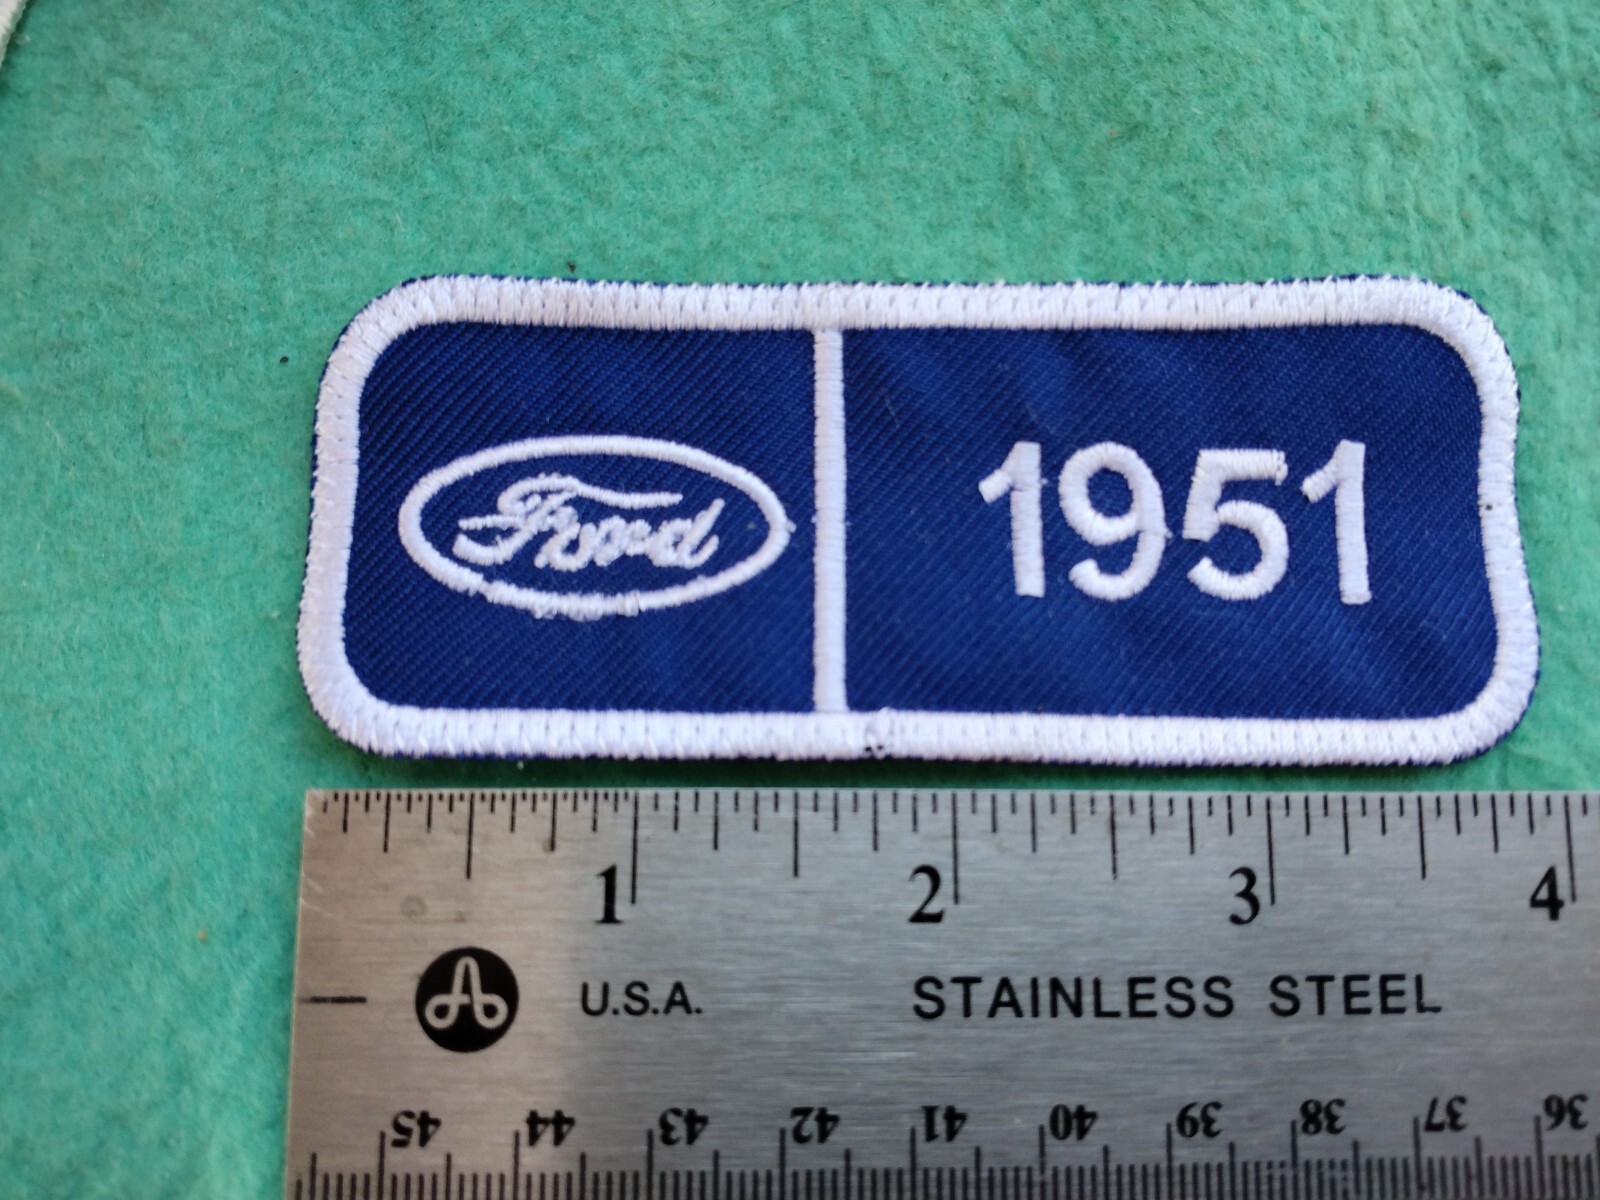 Ford 1951
1 2 3 4
U.S.A. STAINLESS STEEL
45 44 43 42 41 40 39 38 37 36